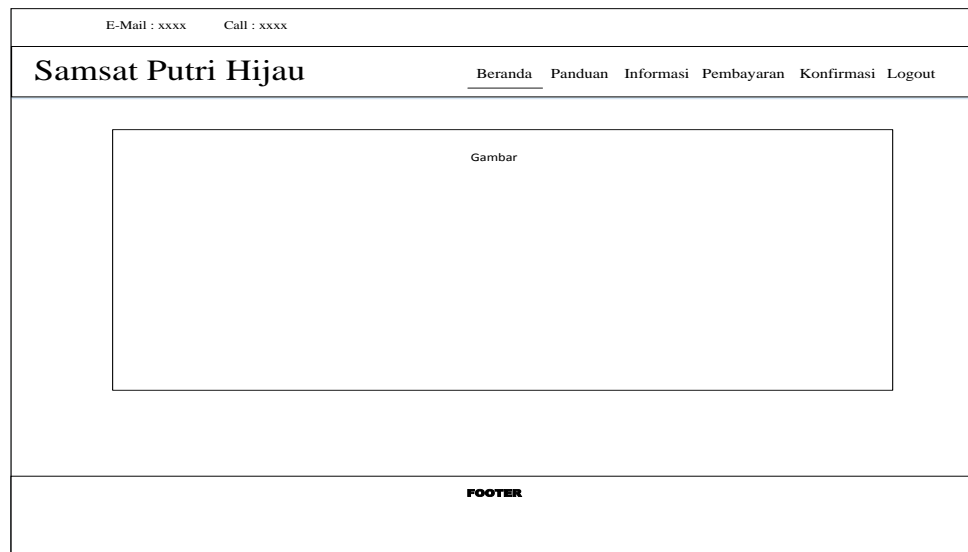 E-Mail : xxxx Call : xxxx
Samsat Putri Hijau Beranda Panduan Informasi Pembayaran Konfirmasi Logout
Gambar
FOOTER